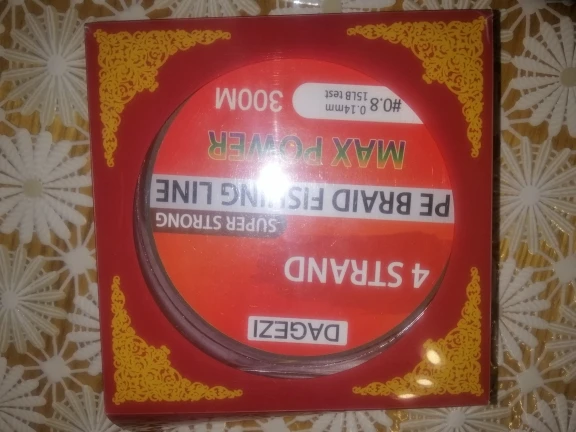 DAGEZI
4 STRAND
SUPER STRONG
PE BRAID FISHING LINE
MAX POWER
#0.8 0.14mm 300M
15LB test